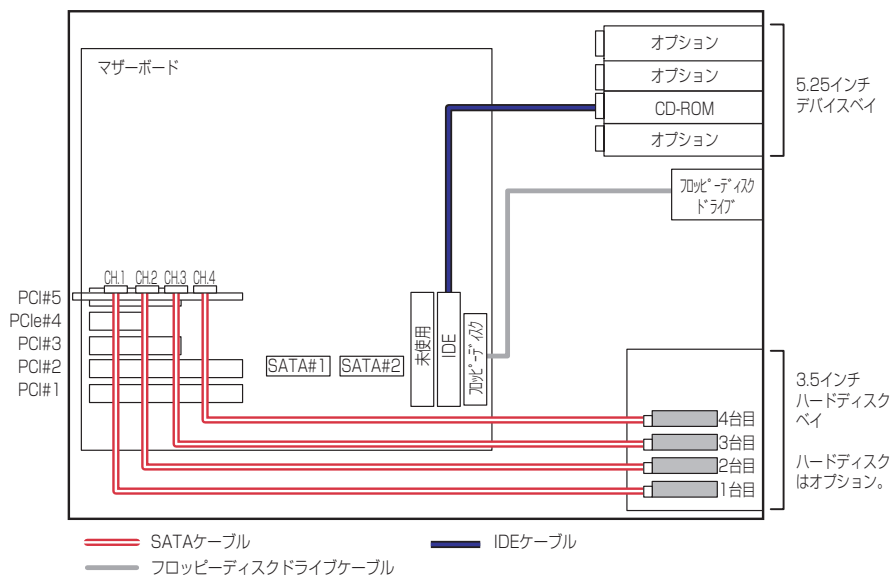 マザーボード
オプション
オプション
CD-ROM
オプション
5.25インチ
デバイスベイ
フロッピーディスク
ドライブ
CH.1 CH.2 CH.3 CH.4
PCI#5
PCIe#4
PCI#3
PCI#2
PCI#1
SATA#1
SATA#2
未使用
IDE
フロッピーディスク
3.5インチ
ハードディスク
ベイ
ハードディスク
はオプション。
4台目
3台目
2台目
1台目
SATAケーブル
IDEケーブル
フロッピーディスクドライブケーブル